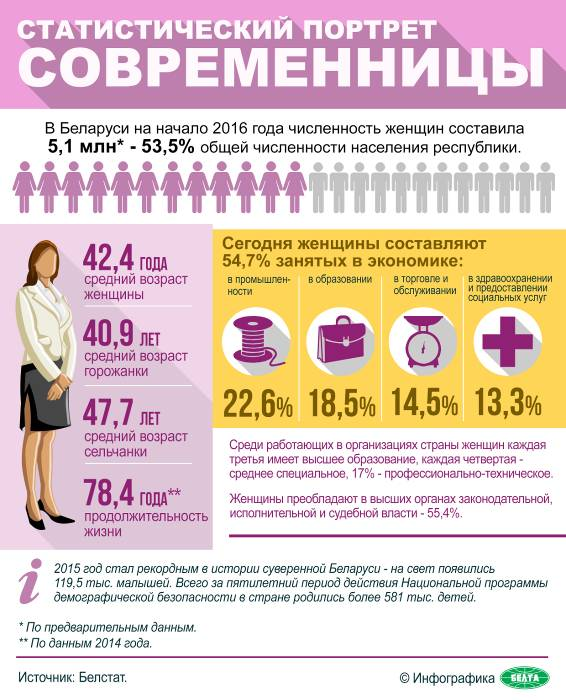 СТАТИСТИЧЕСКИЙ ПОРТРЕТ
СОВРЕМЕННИЦЫ
В Беларуси на начало 2016 года численность женщин составила
5,1 млн* - 53,5% общей численности населения республики.
42,4 ГОДА
средний возраст
женщины
40,9 ЛЕТ
средний возраст
горожанки
47,7 ЛЕТ
средний возраст
сельчанки
78,4 ГОДА**
продолжительность
жизни
Сегодня женщины составляют
54,7% занятых в экономике:
в промышлен-
ности
22,6%
в образовании
18,5%
в торговле и
обслуживании
14,5%
в здравоохранении
и предоставлении
социальных услуг
13,3%
Среди работающих в организациях страны женщин каждая
третья имеет высшее образование, каждая четвертая -
среднее специальное, 17% - профессионально-техническое.
Женщины преобладают в высших органах законодательной,
исполнительной и судебной власти - 55,4%.
i
2015 год стал рекордным в истории суверенной Беларуси - на свет появились
119,5 тыс. малышей. Всего за пятилетний период действия Национальной программы
демографической безопасности в стране родились более 581 тыс. детей.
* По предварительным данным.
** По данным 2014 года.
Источник: Белстат.
© Инфографика
БЕЛТА